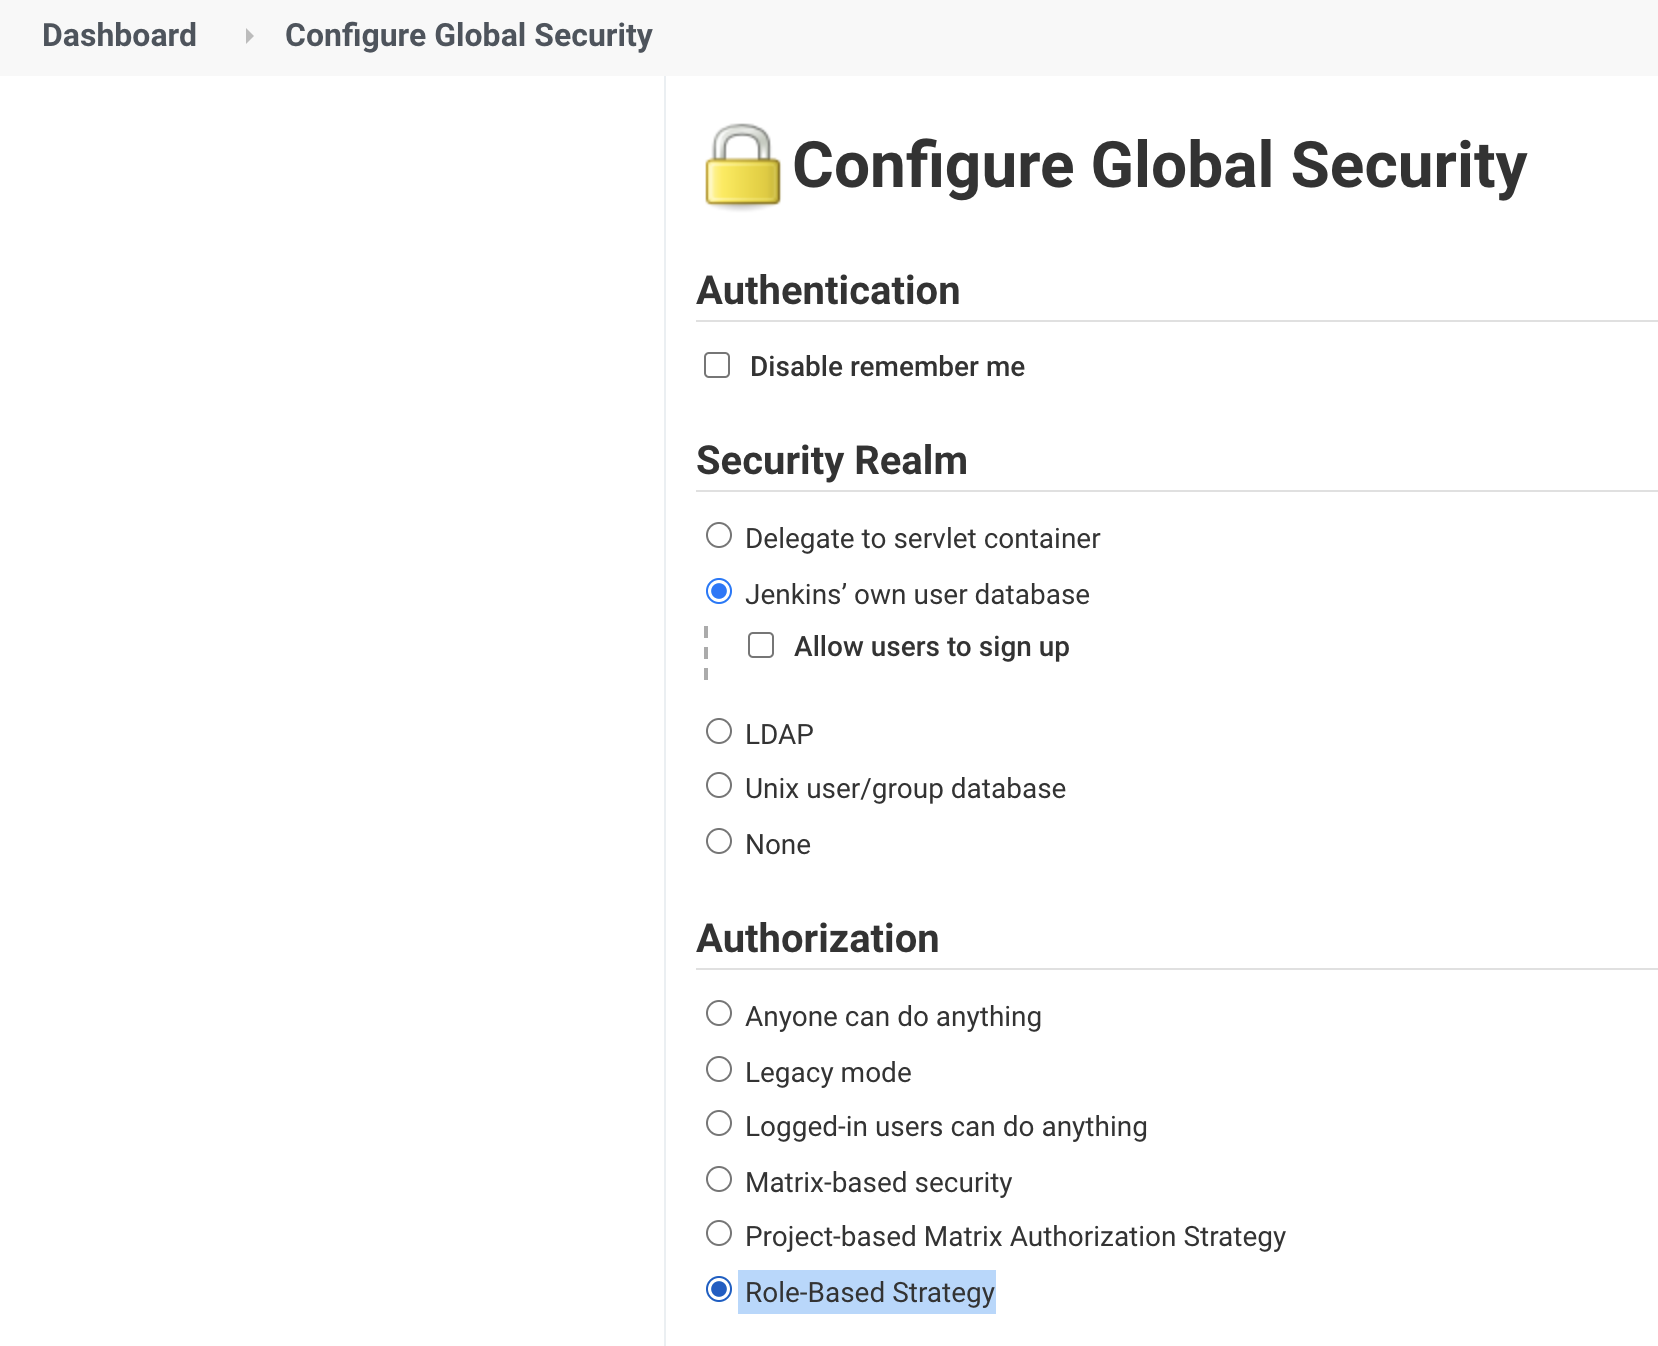 Dashboard Configure Global Security
Configure Global Security
Authentication
Disable remember me
Security Realm
Delegate to servlet container
Jenkins’ own user database
Allow users to sign up
LDAP
Unix user/group database
None
Authorization
Anyone can do anything
Legacy mode
Logged-in users can do anything
Matrix-based security
Project-based Matrix Authorization Strategy
Role-Based Strategy